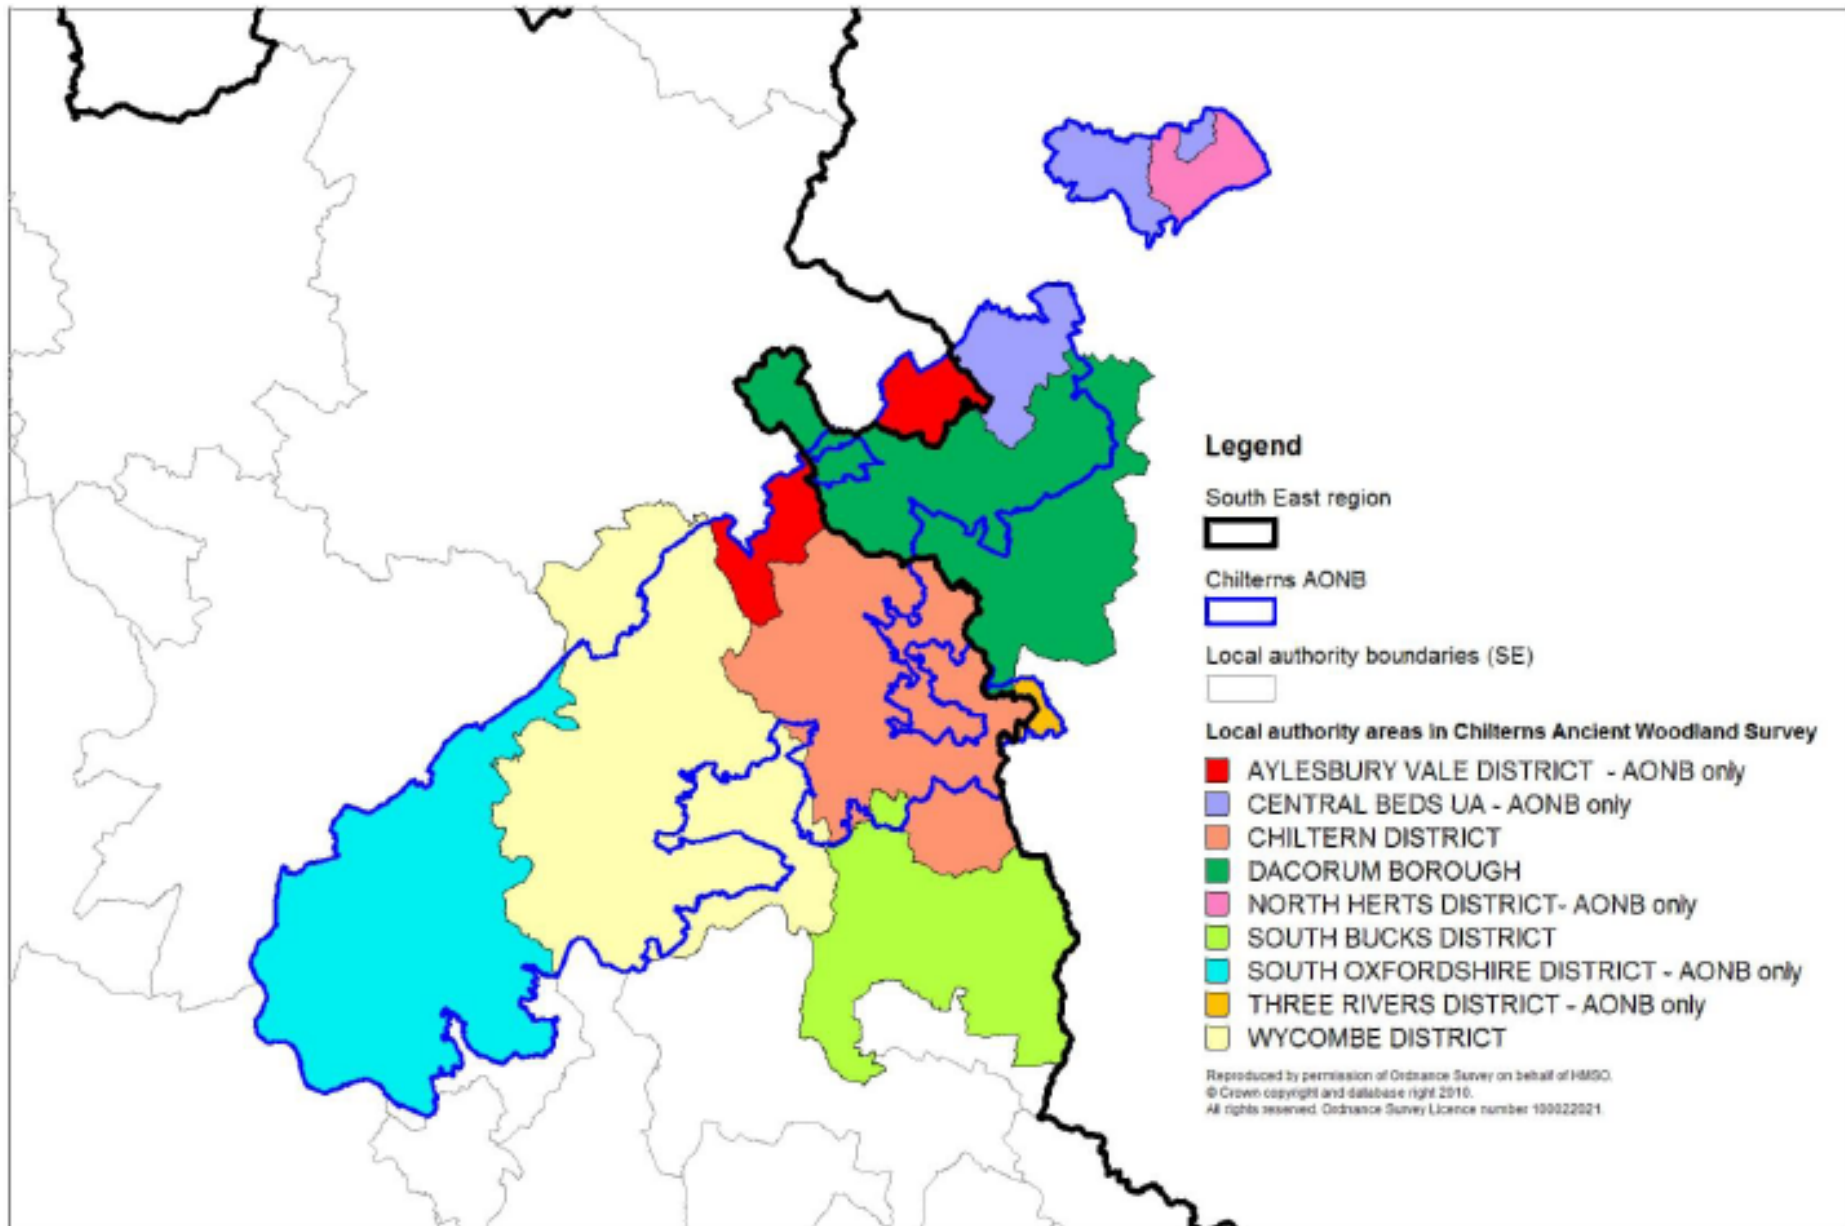 Legend
South East region
Chilterns AONB
Local authority boundaries (SE)
Local authority areas in Chilterns Ancient Woodland Survey
AYLESBURY VALE DISTRICT - AONB only
CENTRAL BEDS UA - AONB only
CHILTERN DISTRICT
DACORUM BOROUGH
NORTH HERTS DISTRICT- AONB only
SOUTH BUCKS DISTRICT
SOUTH OXFORDSHIRE DISTRICT - AONB only
THREE RIVERS DISTRICT - AONB only
WYCOMBE DISTRICT
Reproduced by permission of Ordnance Survey on behalf of HMSO.
© Crown copyright and database right 2010.
All rights reserved. Ordnance Survey Licence number 100022021.